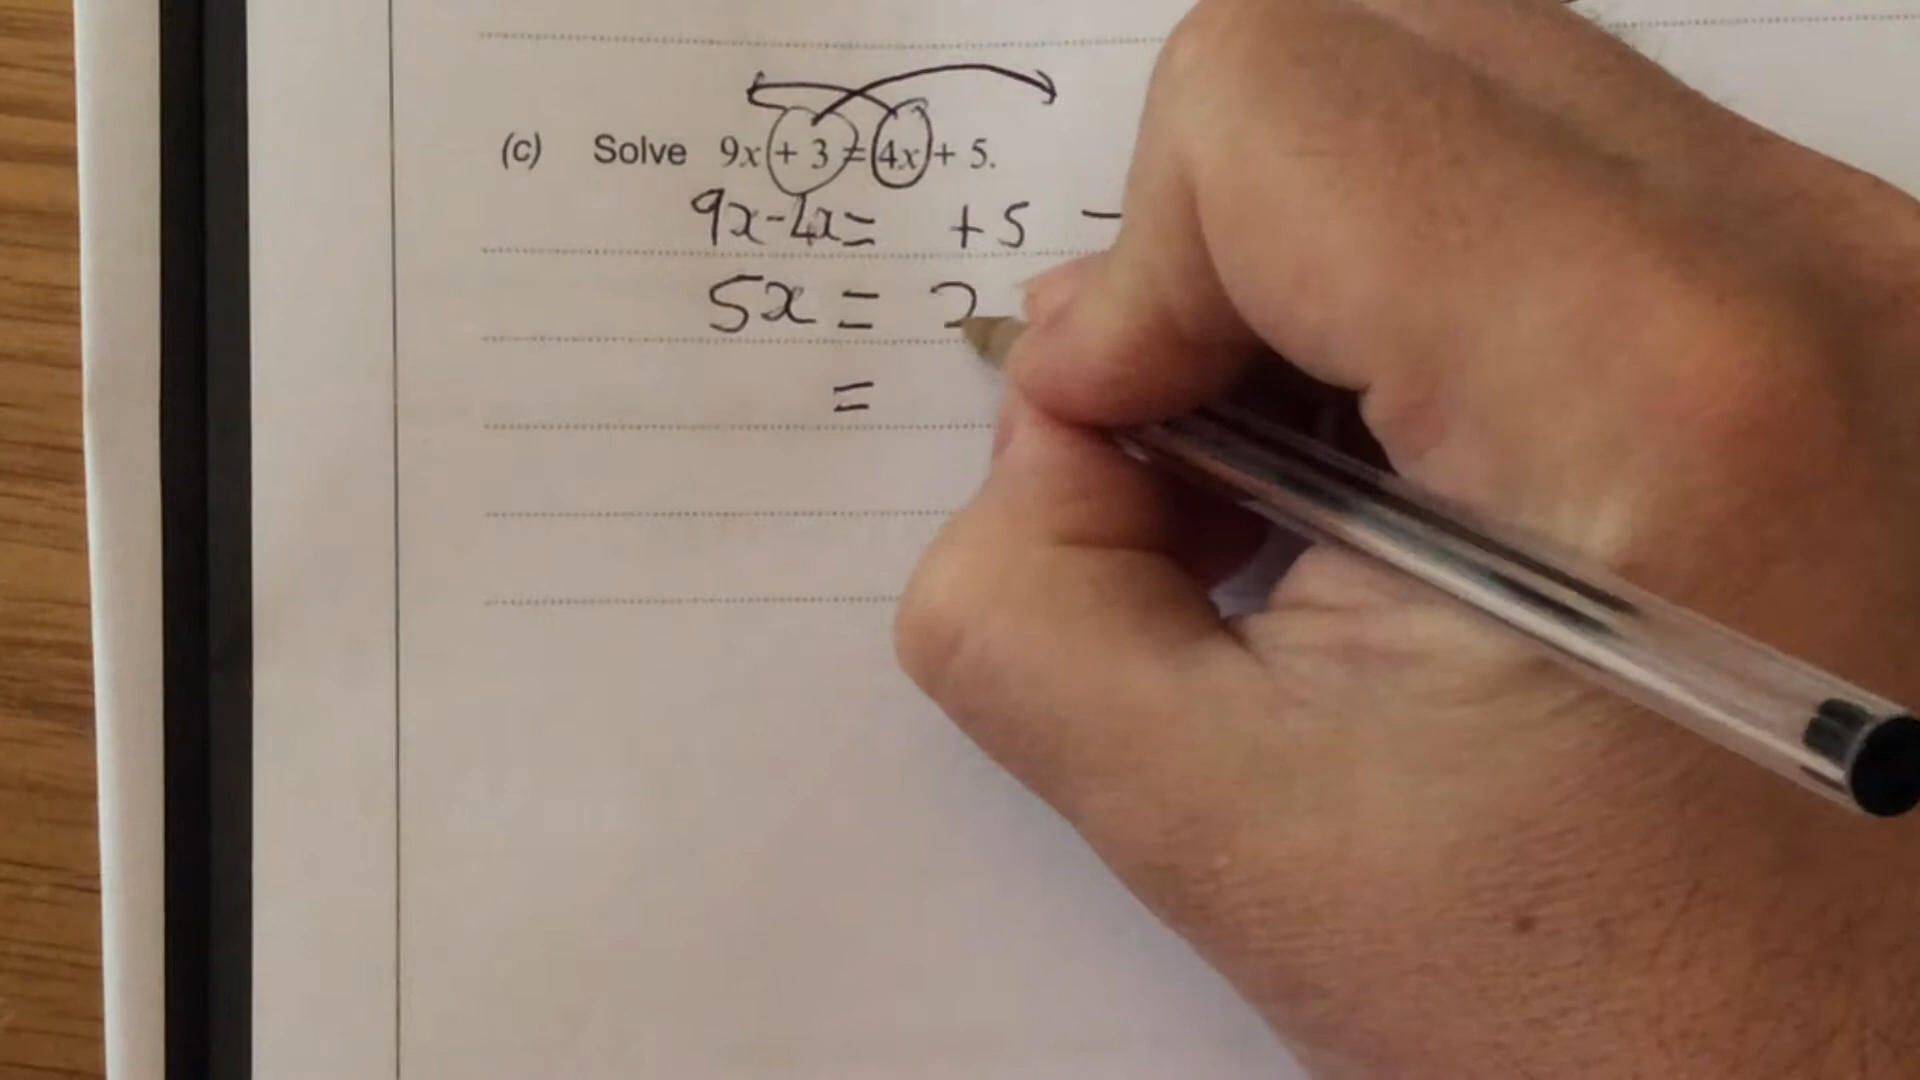 (c) Solve 9x + 3 = 4x + 5.
9x-4x= +5 -
5x = 2
=